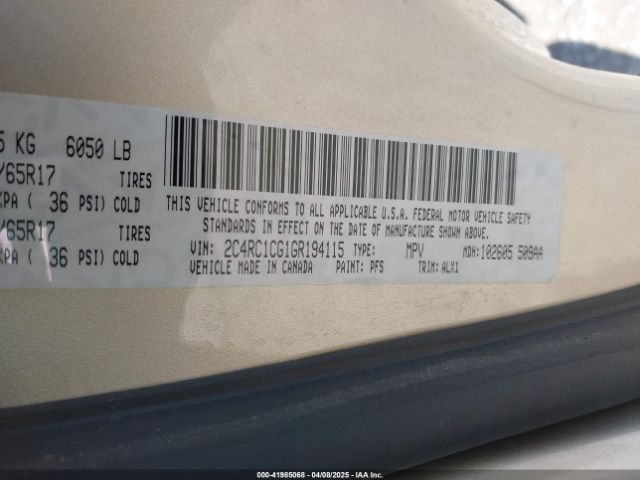 5 KG 6050 LB
/65R17 TIRES
KPA ( 36 PSI) COLD
/65R17 TIRES
KPA ( 36 PSI) COLD
THIS VEHICLE CONFORMS TO ALL APPLICABLE U.S.A. FEDERAL MOTOR VEHICLE SAFETY
STANDARDS IN EFFECT ON THE DATE OF MANUFACTURE SHOWN ABOVE.
VIN: 2C4RC1CG1GR194115 TYPE: MPV MDH: 102605 509AA
VEHICLE MADE IN CANADA PAINT: PFS TRIM: ALX1
000-41985068 - 04/08/2025 - IAA Inc.